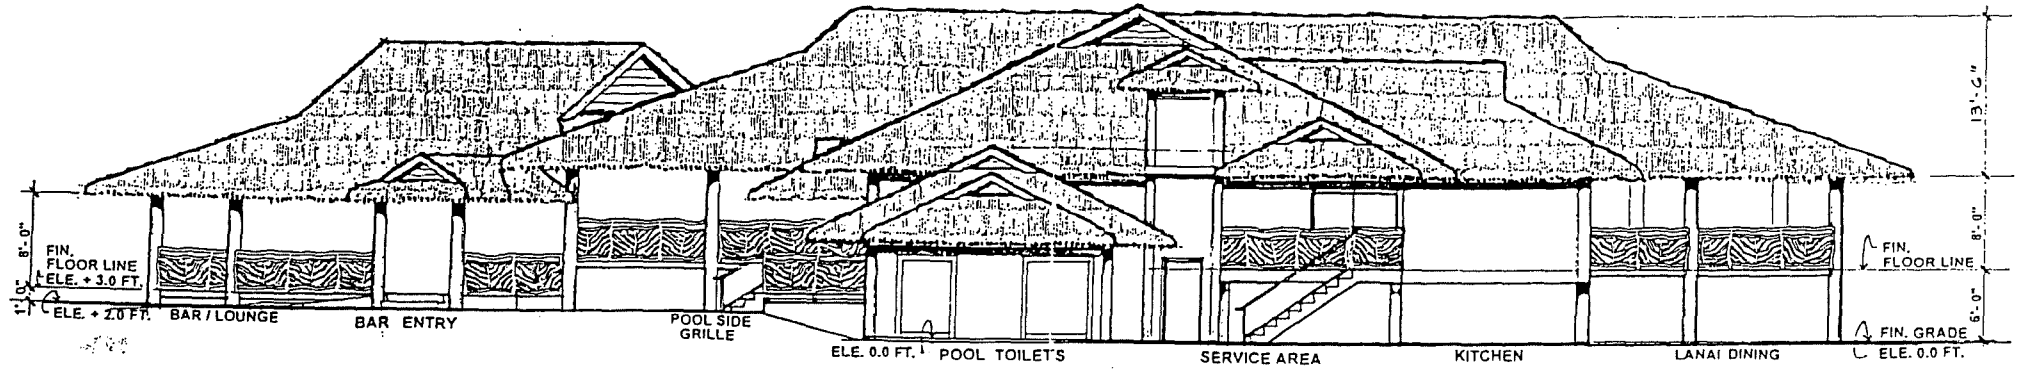 8'-0"
1'-0"
FIN.
FLOOR LINE
ELE. + 3.0 FT.
ELE. + 2.0 FT.
BAR / LOUNGE
BAR ENTRY
POOL SIDE
GRILLE
ELE. 0.0 FT.
POOL TOILETS
SERVICE AREA
KITCHEN
LANAI DINING
FIN.
FLOOR LINE
FIN. GRADE
ELE. 0.0 FT.
13'-6"
8'-0"
6'-0"